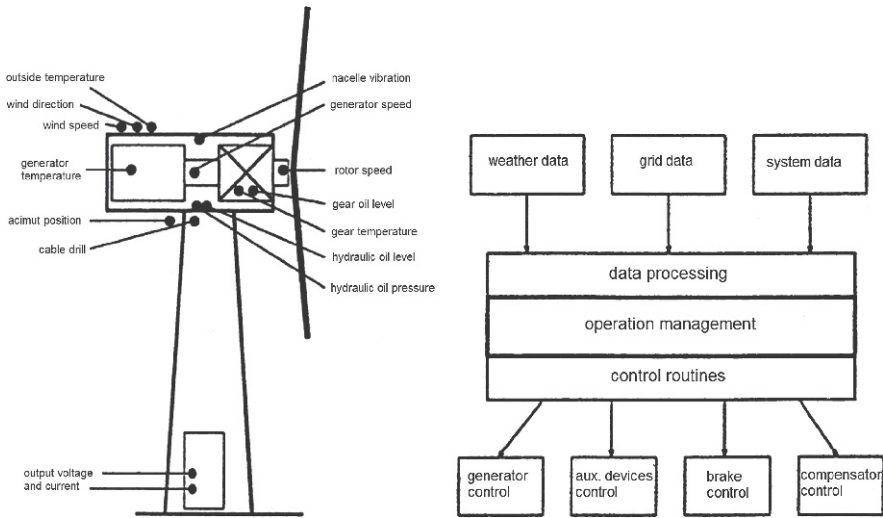 outside temperature
wind direction
wind speed
generator
temperature
acimut position
cable drill
output voltage
and current
nacelle vibration
generator speed
rotor speed
gear oil level
gear temperature
hydraulic oil level
hydraulic oil pressure
weather data
grid data
system data
data processing
operation management
control routines
generator
control
aux. devices
control
brake
control
compensator
control